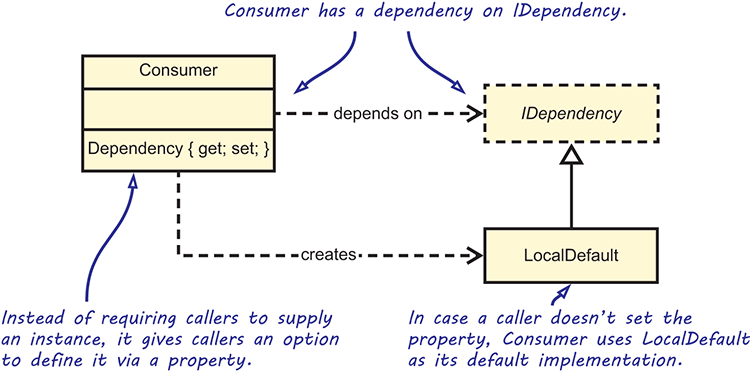 Consumer has a dependency on IDependency.
Consumer
depends on
IDependency
Dependency { get; set; }
creates
LocalDefault
Instead of requiring callers to supply
an instance, it gives callers an option
to define it via a property.
In case a caller doesn’t set the
property, Consumer uses LocalDefault
as its default implementation.